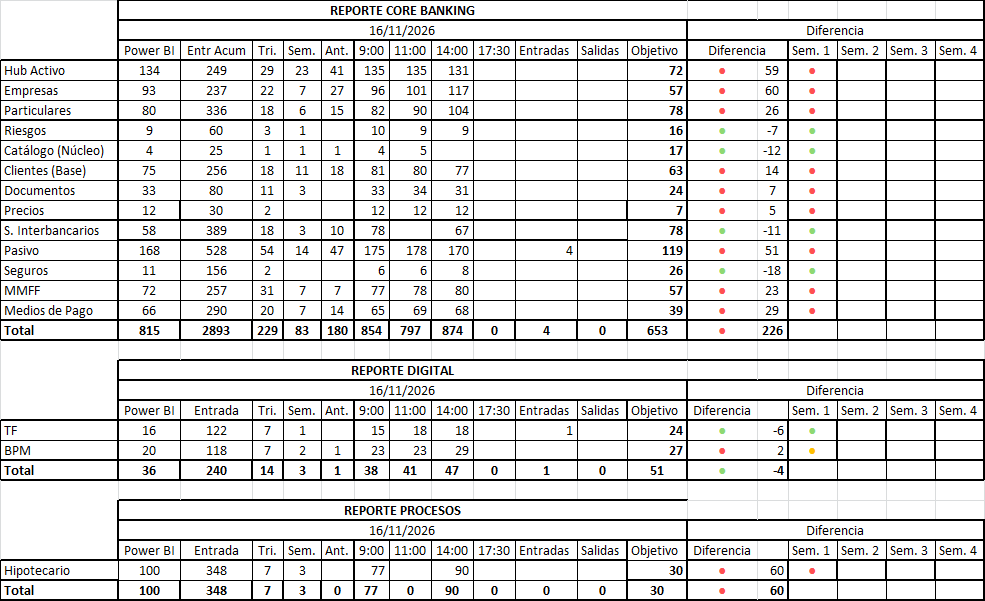 REPORTE CORE BANKING
16/11/2026 Diferencia
Power BI Entr Acum Tri. Sem. Ant. 9:00 11:00 14:00 17:30 Entradas Salidas Objetivo Diferencia Sem. 1 Sem. 2 Sem. 3 Sem. 4
Hub Activo 134 249 29 23 41 135 135 131 72 59
Empresas 93 237 22 7 27 96 101 117 57 60
Particulares 80 336 18 6 15 82 90 104 78 26
Riesgos 9 60 3 1 10 9 9 16 -7
Catálogo (Núcleo) 4 25 1 1 1 4 5 17 -12
Clientes (Base) 75 256 18 11 18 81 80 77 63 14
Documentos 33 80 11 3 33 34 31 24 7
Precios 12 30 2 12 12 12 7 5
S. Interbancarios 58 389 18 3 10 78 67 78 -11
Pasivo 168 528 54 14 47 175 178 170 4 119 51
Seguros 11 156 2 6 6 8 26 -18
MMFF 72 257 31 7 7 77 78 80 57 23
Medios de Pago 66 290 20 7 14 65 69 68 39 29
Total 815 2893 229 83 180 854 797 874 0 4 0 653 226
REPORTE DIGITAL
16/11/2026 Diferencia
Power BI Entrada Tri. Sem. Ant. 9:00 11:00 14:00 17:30 Entradas Salidas Objetivo Diferencia Sem. 1 Sem. 2 Sem. 3 Sem. 4
TF 16 122 7 1 15 18 18 1 24 -6
BPM 20 118 7 2 1 23 23 29 27 2
Total 36 240 14 3 1 38 41 47 0 1 0 51 -4
REPORTE PROCESOS
16/11/2026 Diferencia
Power BI Entrada Tri. Sem. Ant. 9:00 11:00 14:00 17:30 Entradas Salidas Objetivo Diferencia Sem. 1 Sem. 2 Sem. 3 Sem. 4
Hipotecario 100 348 7 3 77 90 30 60
Total 100 348 7 3 0 77 0 90 0 0 0 30 60